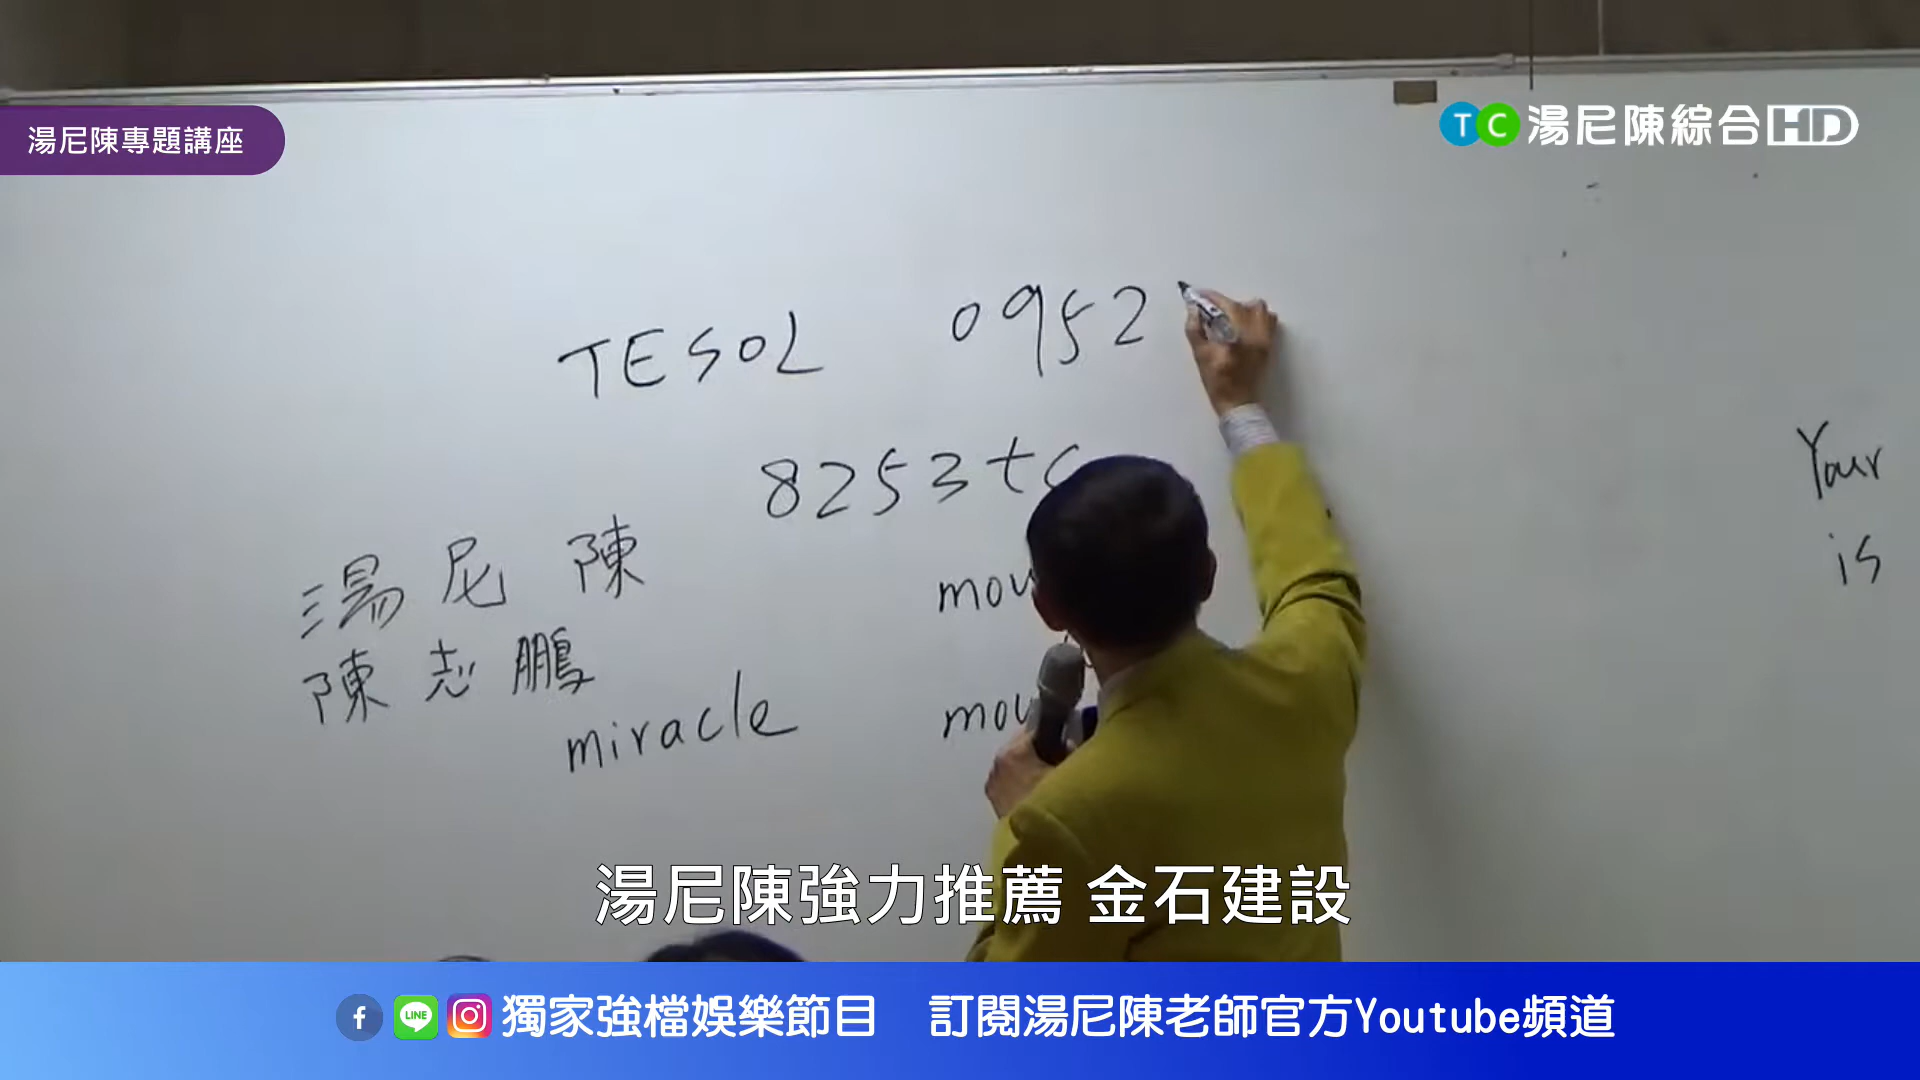 湯尼陳專題講座
TC 湯尼陳綜合HD
TESOL 0952
8253tc
湯尼陳
陳志鵬
miracle
mou
mou
Your
is
湯尼陳強力推薦 金石建設
LINE
獨家強檔娛樂節目 訂閱湯尼陳老師官方Youtube頻道